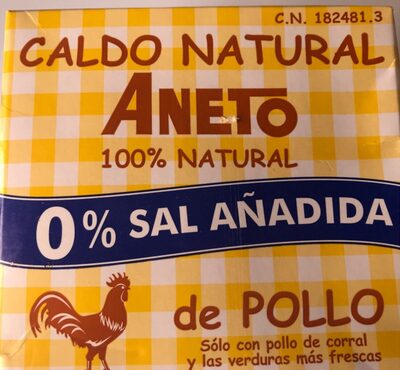 C.N. 182481.3
CALDO NATURAL
ANETO
100% NATURAL
0% SAL AÑADIDA
de POLLO
Sólo con pollo de corral
y las verduras más frescas